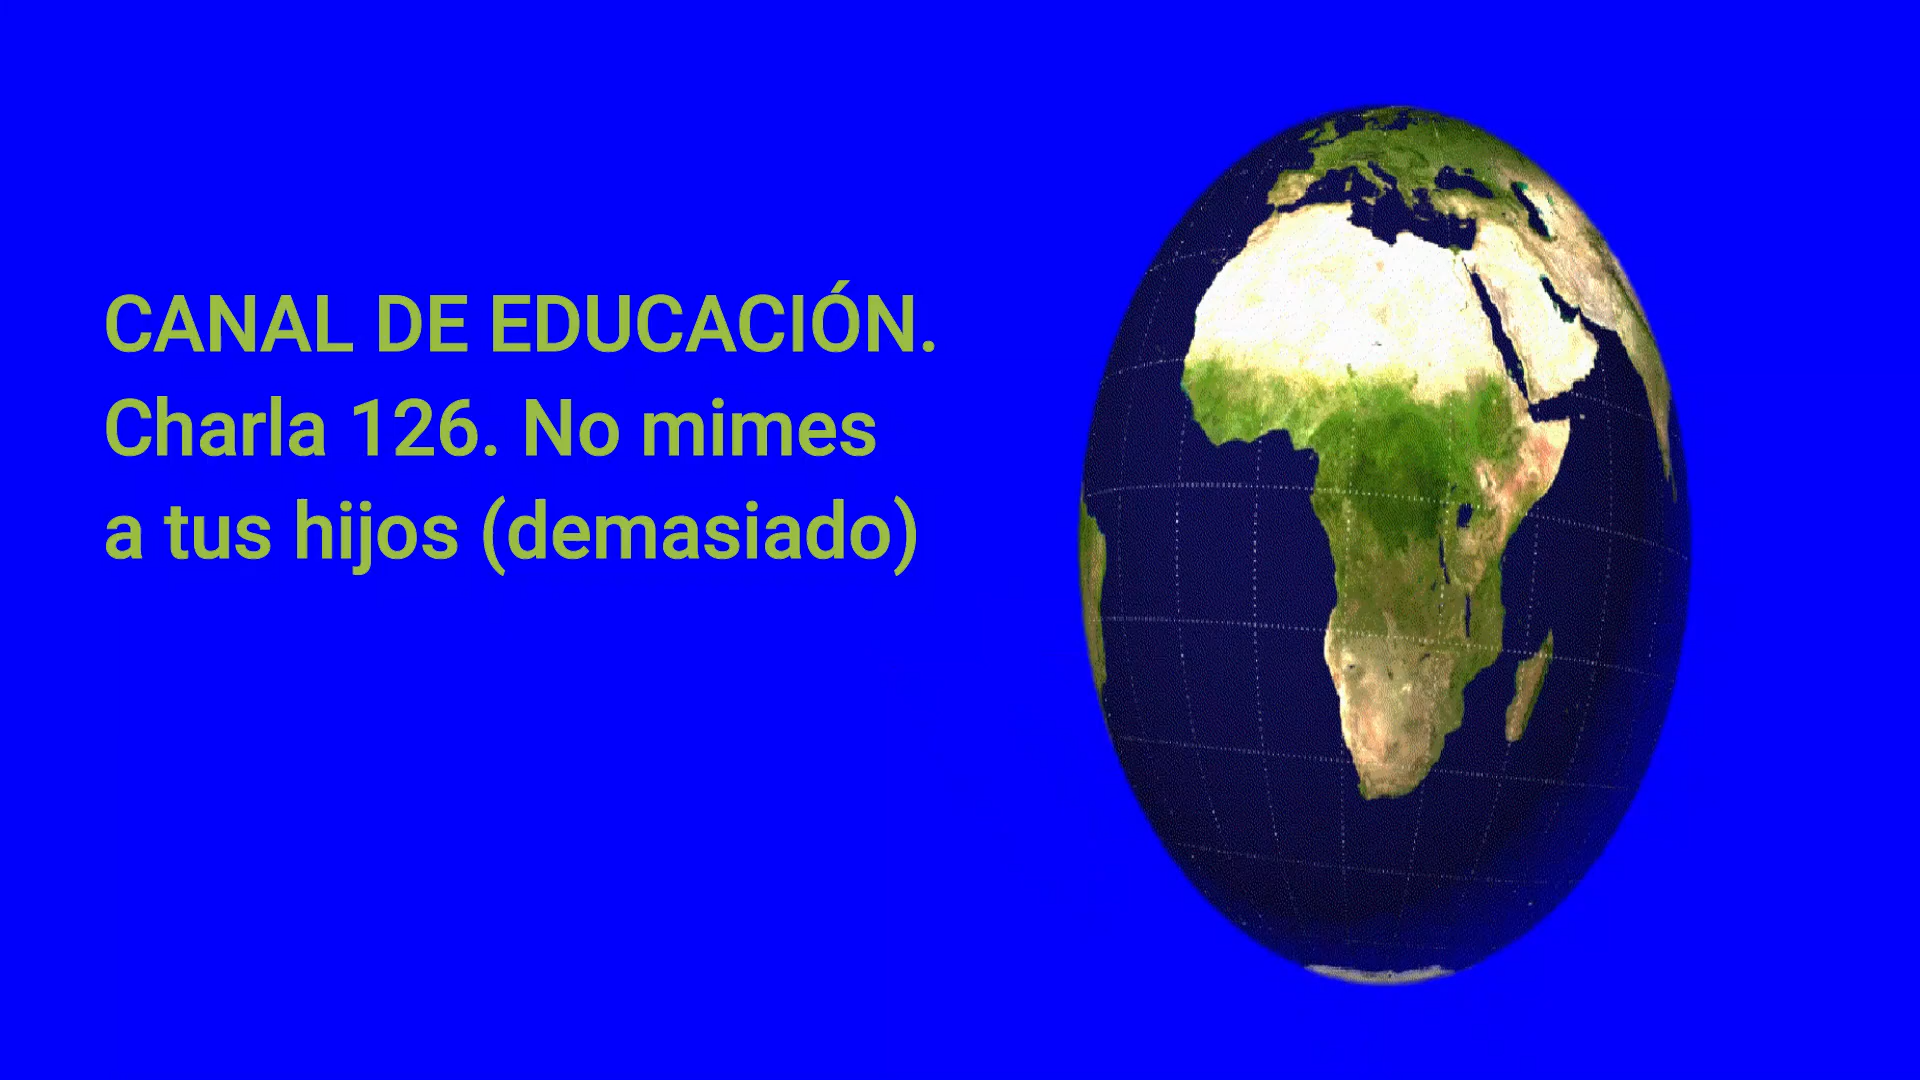 CANAL DE EDUCACIÓN.
Charla 126. No mimes
a tus hijos (demasiado)